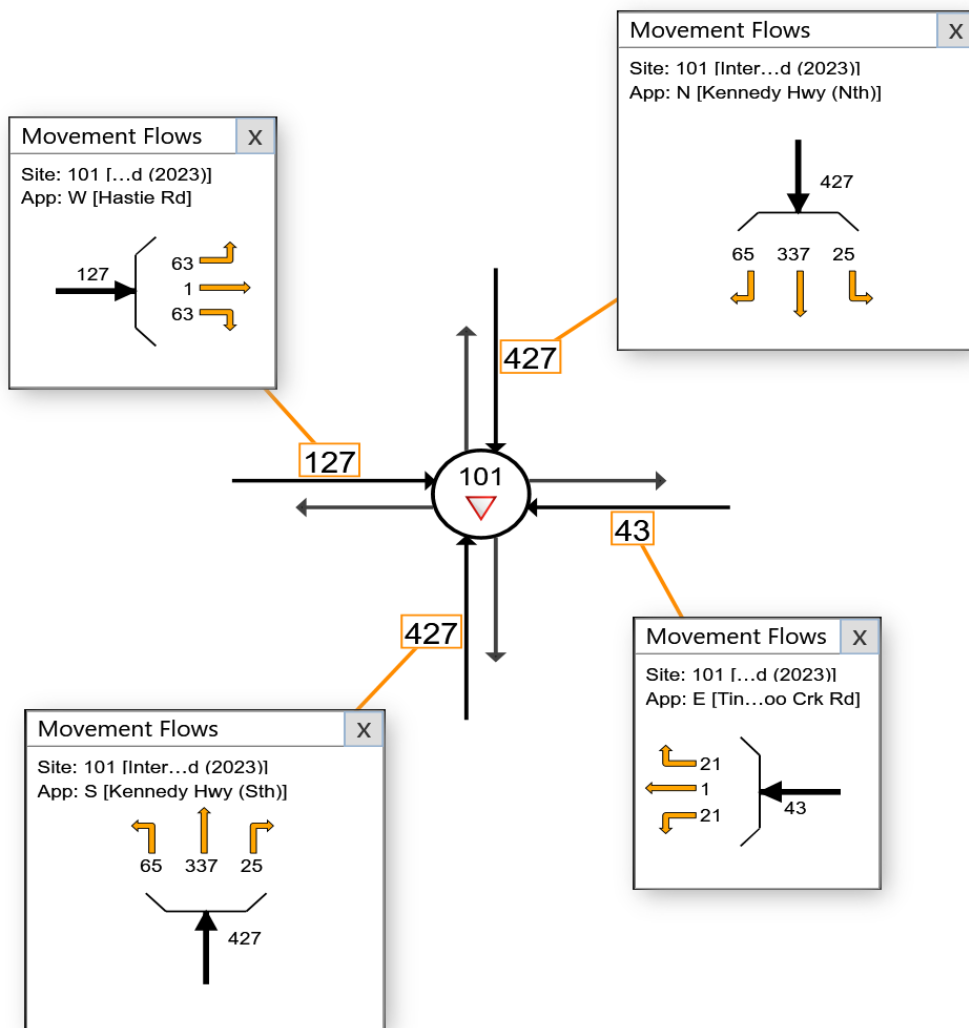 Movement Flows X
Site: 101 [Inter...d (2023)]
App: N [Kennedy Hwy (Nth)]
427
65 337 25
Movement Flows X
Site: 101 [...d (2023)]
App: W [Hastie Rd]
127
63
1
63
427
127
101
43
427
Movement Flows X
Site: 101 [...d (2023)]
App: E [Tin...oo Crk Rd]
21
1
21
43
Movement Flows X
Site: 101 [Inter...d (2023)]
App: S [Kennedy Hwy (Sth)]
65 337 25
427